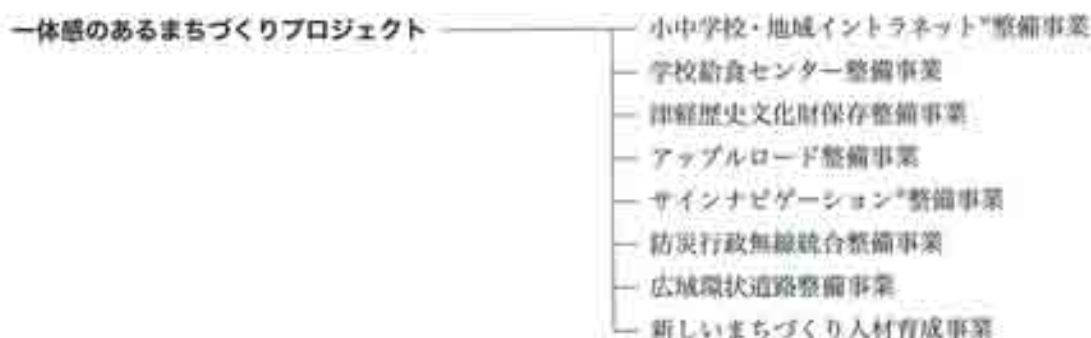 一体感のあるまちづくりプロジェクト
小中学校・地域イントラネット*整備事業
学校給食センター整備事業
津軽歴史文化財保存整備事業
アップルロード整備事業
サインナビゲーション*整備事業
防災行政無線統合整備事業
広域環状道路整備事業
新しいまちづくり人材育成事業